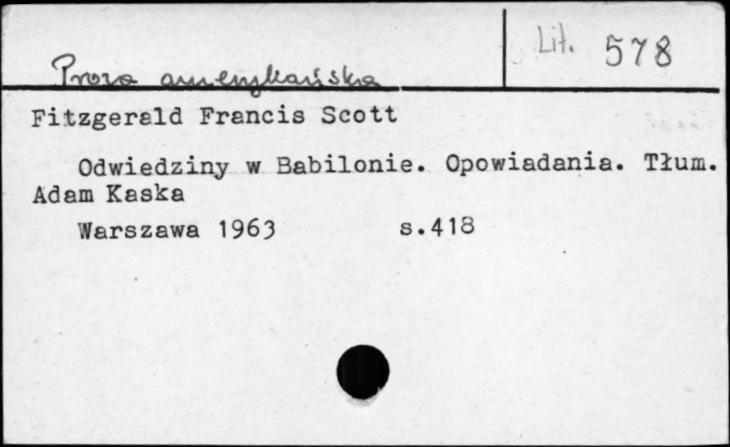 Lit. 578
Proza amerykańska
Fitzgerald Francis Scott
Odwiedziny w Babilonie. Opowiadania. Tłum.
Adam Kaska
Warszawa 1963 s.418